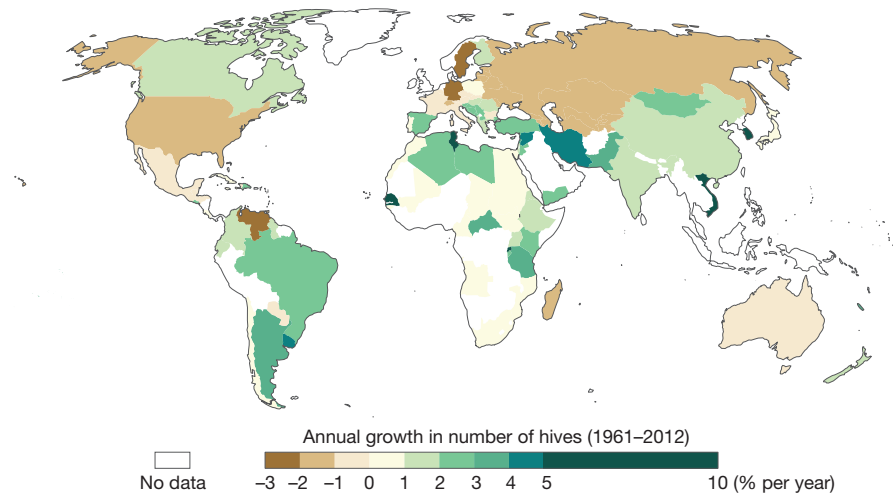 Annual growth in number of hives (1961–2012)
No data
–3 –2 –1 0 1 2 3 4 5 10 (% per year)